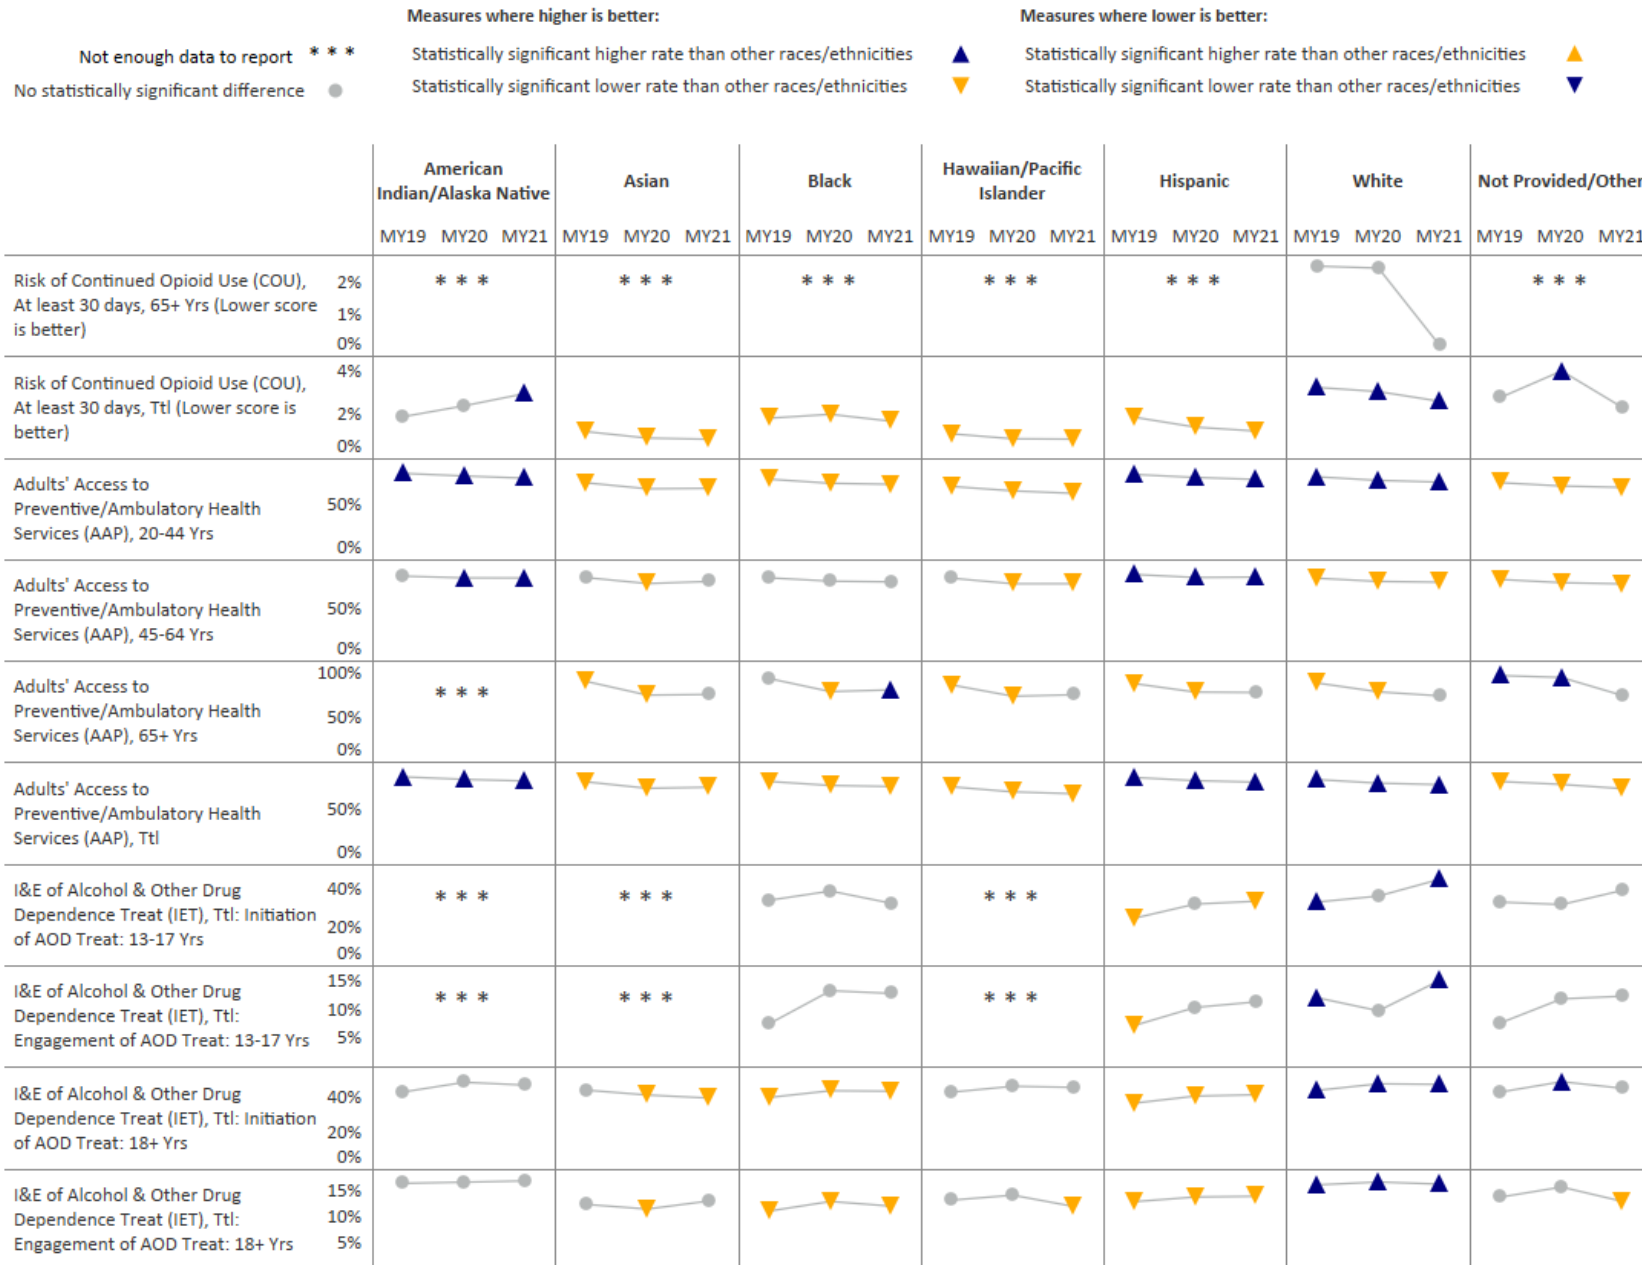 Measures where higher is better:
Measures where lower is better:
Not enough data to report * * *
Statistically significant higher rate than other races/ethnicities
Statistically significant higher rate than other races/ethnicities
No statistically significant difference
Statistically significant lower rate than other races/ethnicities
Statistically significant lower rate than other races/ethnicities
American
Indian/Alaska Native
Asian
Black
Hawaiian/Pacific
Islander
Hispanic
White
Not Provided/Other
MY19 MY20 MY21 MY19 MY20 MY21 MY19 MY20 MY21 MY19 MY20 MY21 MY19 MY20 MY21 MY19 MY20 MY21 MY19 MY20 MY21
Risk of Continued Opioid Use (COU),
At least 30 days, 65+ Yrs (Lower score
is better)
2%
1%
0%
* * * * * * * * * * * * * * * * * *
Risk of Continued Opioid Use (COU),
At least 30 days, Ttl (Lower score is
better)
4%
2%
0%
Adults' Access to
Preventive/Ambulatory Health
Services (AAP), 20-44 Yrs
50%
0%
Adults' Access to
Preventive/Ambulatory Health
Services (AAP), 45-64 Yrs
50%
0%
Adults' Access to
Preventive/Ambulatory Health
Services (AAP), 65+ Yrs
100%
50%
0%
* * *
Adults' Access to
Preventive/Ambulatory Health
Services (AAP), Ttl
50%
0%
I&E of Alcohol & Other Drug
Dependence Treat (IET), Ttl: Initiation
of AOD Treat: 13-17 Yrs
40%
20%
0%
* * * * * * * * *
I&E of Alcohol & Other Drug
Dependence Treat (IET), Ttl:
Engagement of AOD Treat: 13-17 Yrs
15%
10%
5%
* * * * * * * * *
I&E of Alcohol & Other Drug
Dependence Treat (IET), Ttl: Initiation
of AOD Treat: 18+ Yrs
40%
20%
0%
I&E of Alcohol & Other Drug
Dependence Treat (IET), Ttl:
Engagement of AOD Treat: 18+ Yrs
15%
10%
5%